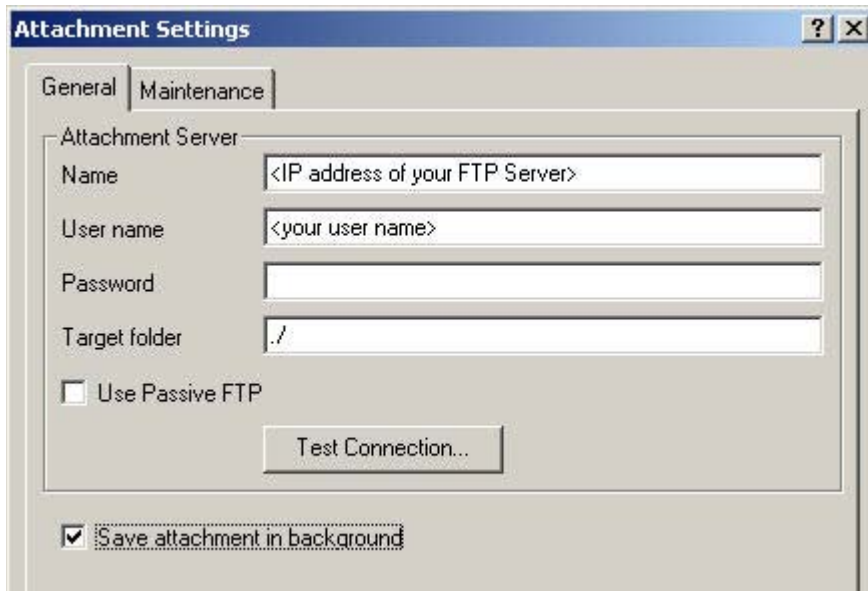 Attachment Settings
General Maintenance
Attachment Server
Name <IP address of your FTP Server>
User name <your user name>
Password
Target folder ./
Use Passive FTP
Test Connection...
Save attachment in background